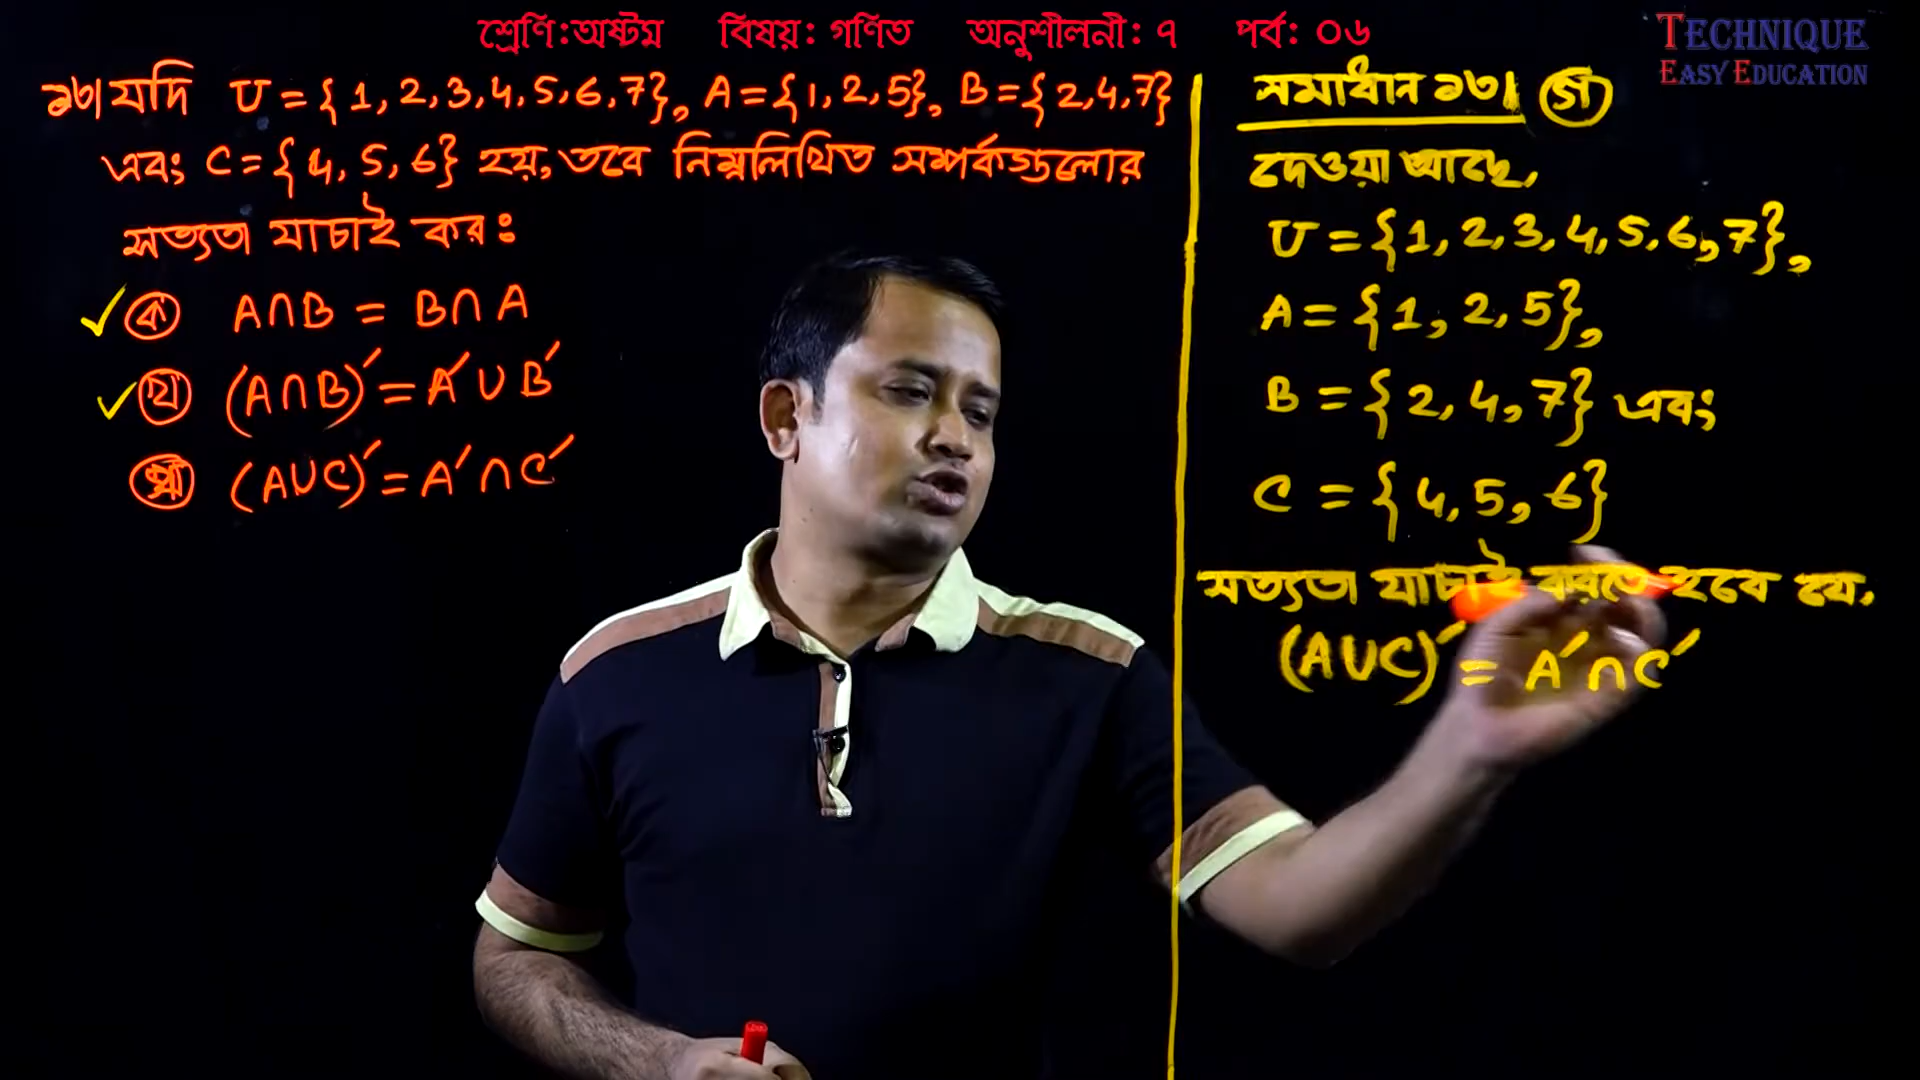 শ্রেণি:অষ্টম বিষয়: গণিত অনুশীলনী: ৭ পর্ব: ০৬
TECHNIQUE
EASY EDUCATION
১৩। যদি U = {1, 2, 3, 4, 5, 6, 7}, A = {1, 2, 5}, B = {2, 4, 7}
এবং C = {4, 5, 6} হয়, তবে নিম্নলিখিত সম্পর্কগুলোর
সত্যতা যাচাই কর:
✓ ক A∩B = B∩A
✓ খ (A∩B)′ = A′∪B′
গ (A∪C)′ = A′∩C′
সমাধান ১৩। গ
দেওয়া আছে,
U = {1, 2, 3, 4, 5, 6, 7},
A = {1, 2, 5},
B = {2, 4, 7} এবং
C = {4, 5, 6}
সত্যতা যাচাই করতে হবে যে,
(A∪C)′ = A′∩C′